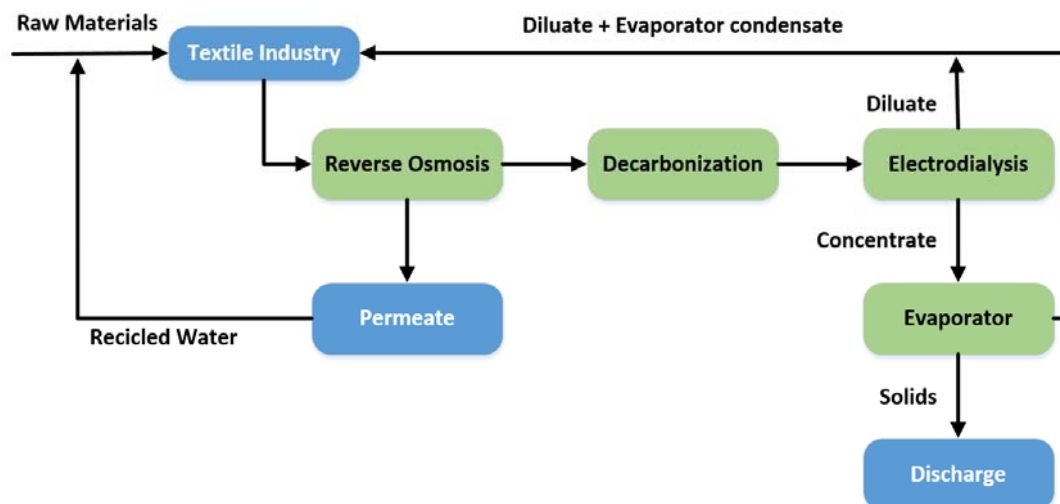 Raw Materials
Diluate + Evaporator condensate
Textile Industry
Diluate
Reverse Osmosis
Decarbonization
Electrodialysis
Concentrate
Permeate
Evaporator
Recicled Water
Solids
Discharge